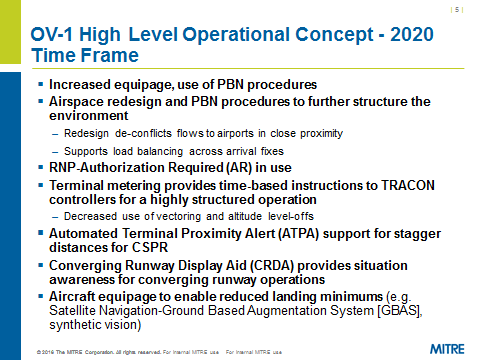 | 5 |
OV-1 High Level Operational Concept - 2020
Time Frame
▪ Increased equipage, use of PBN procedures
▪ Airspace redesign and PBN procedures to further structure the
environment
– Redesign de-conflicts flows to airports in close proximity
– Supports load balancing across arrival fixes
▪ RNP-Authorization Required (AR) in use
▪ Terminal metering provides time-based instructions to TRACON
controllers for a highly structured operation
– Decreased use of vectoring and altitude level-offs
▪ Automated Terminal Proximity Alert (ATPA) support for stagger
distances for CSPR
▪ Converging Runway Display Aid (CRDA) provides situation
awareness for converging runway operations
▪ Aircraft equipage to enable reduced landing minimums (e.g.
Satellite Navigation-Ground Based Augmentation System [GBAS],
synthetic vision)
© 2016 The MITRE Corporation. All rights reserved. For Internal MITRE use For Internal MITRE use
MITRE